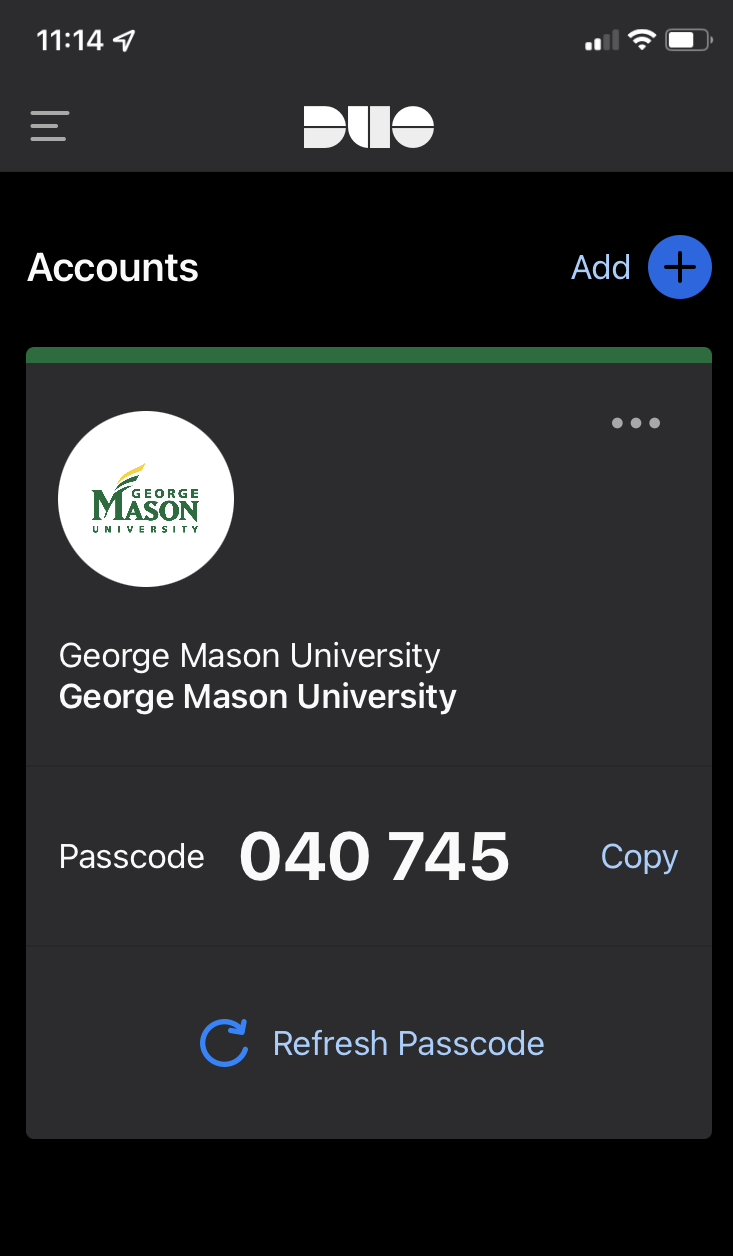 11:14
DUO
Accounts
Add
GEORGE
MASON
UNIVERSITY
George Mason University
George Mason University
Passcode 040 745 Copy
Refresh Passcode